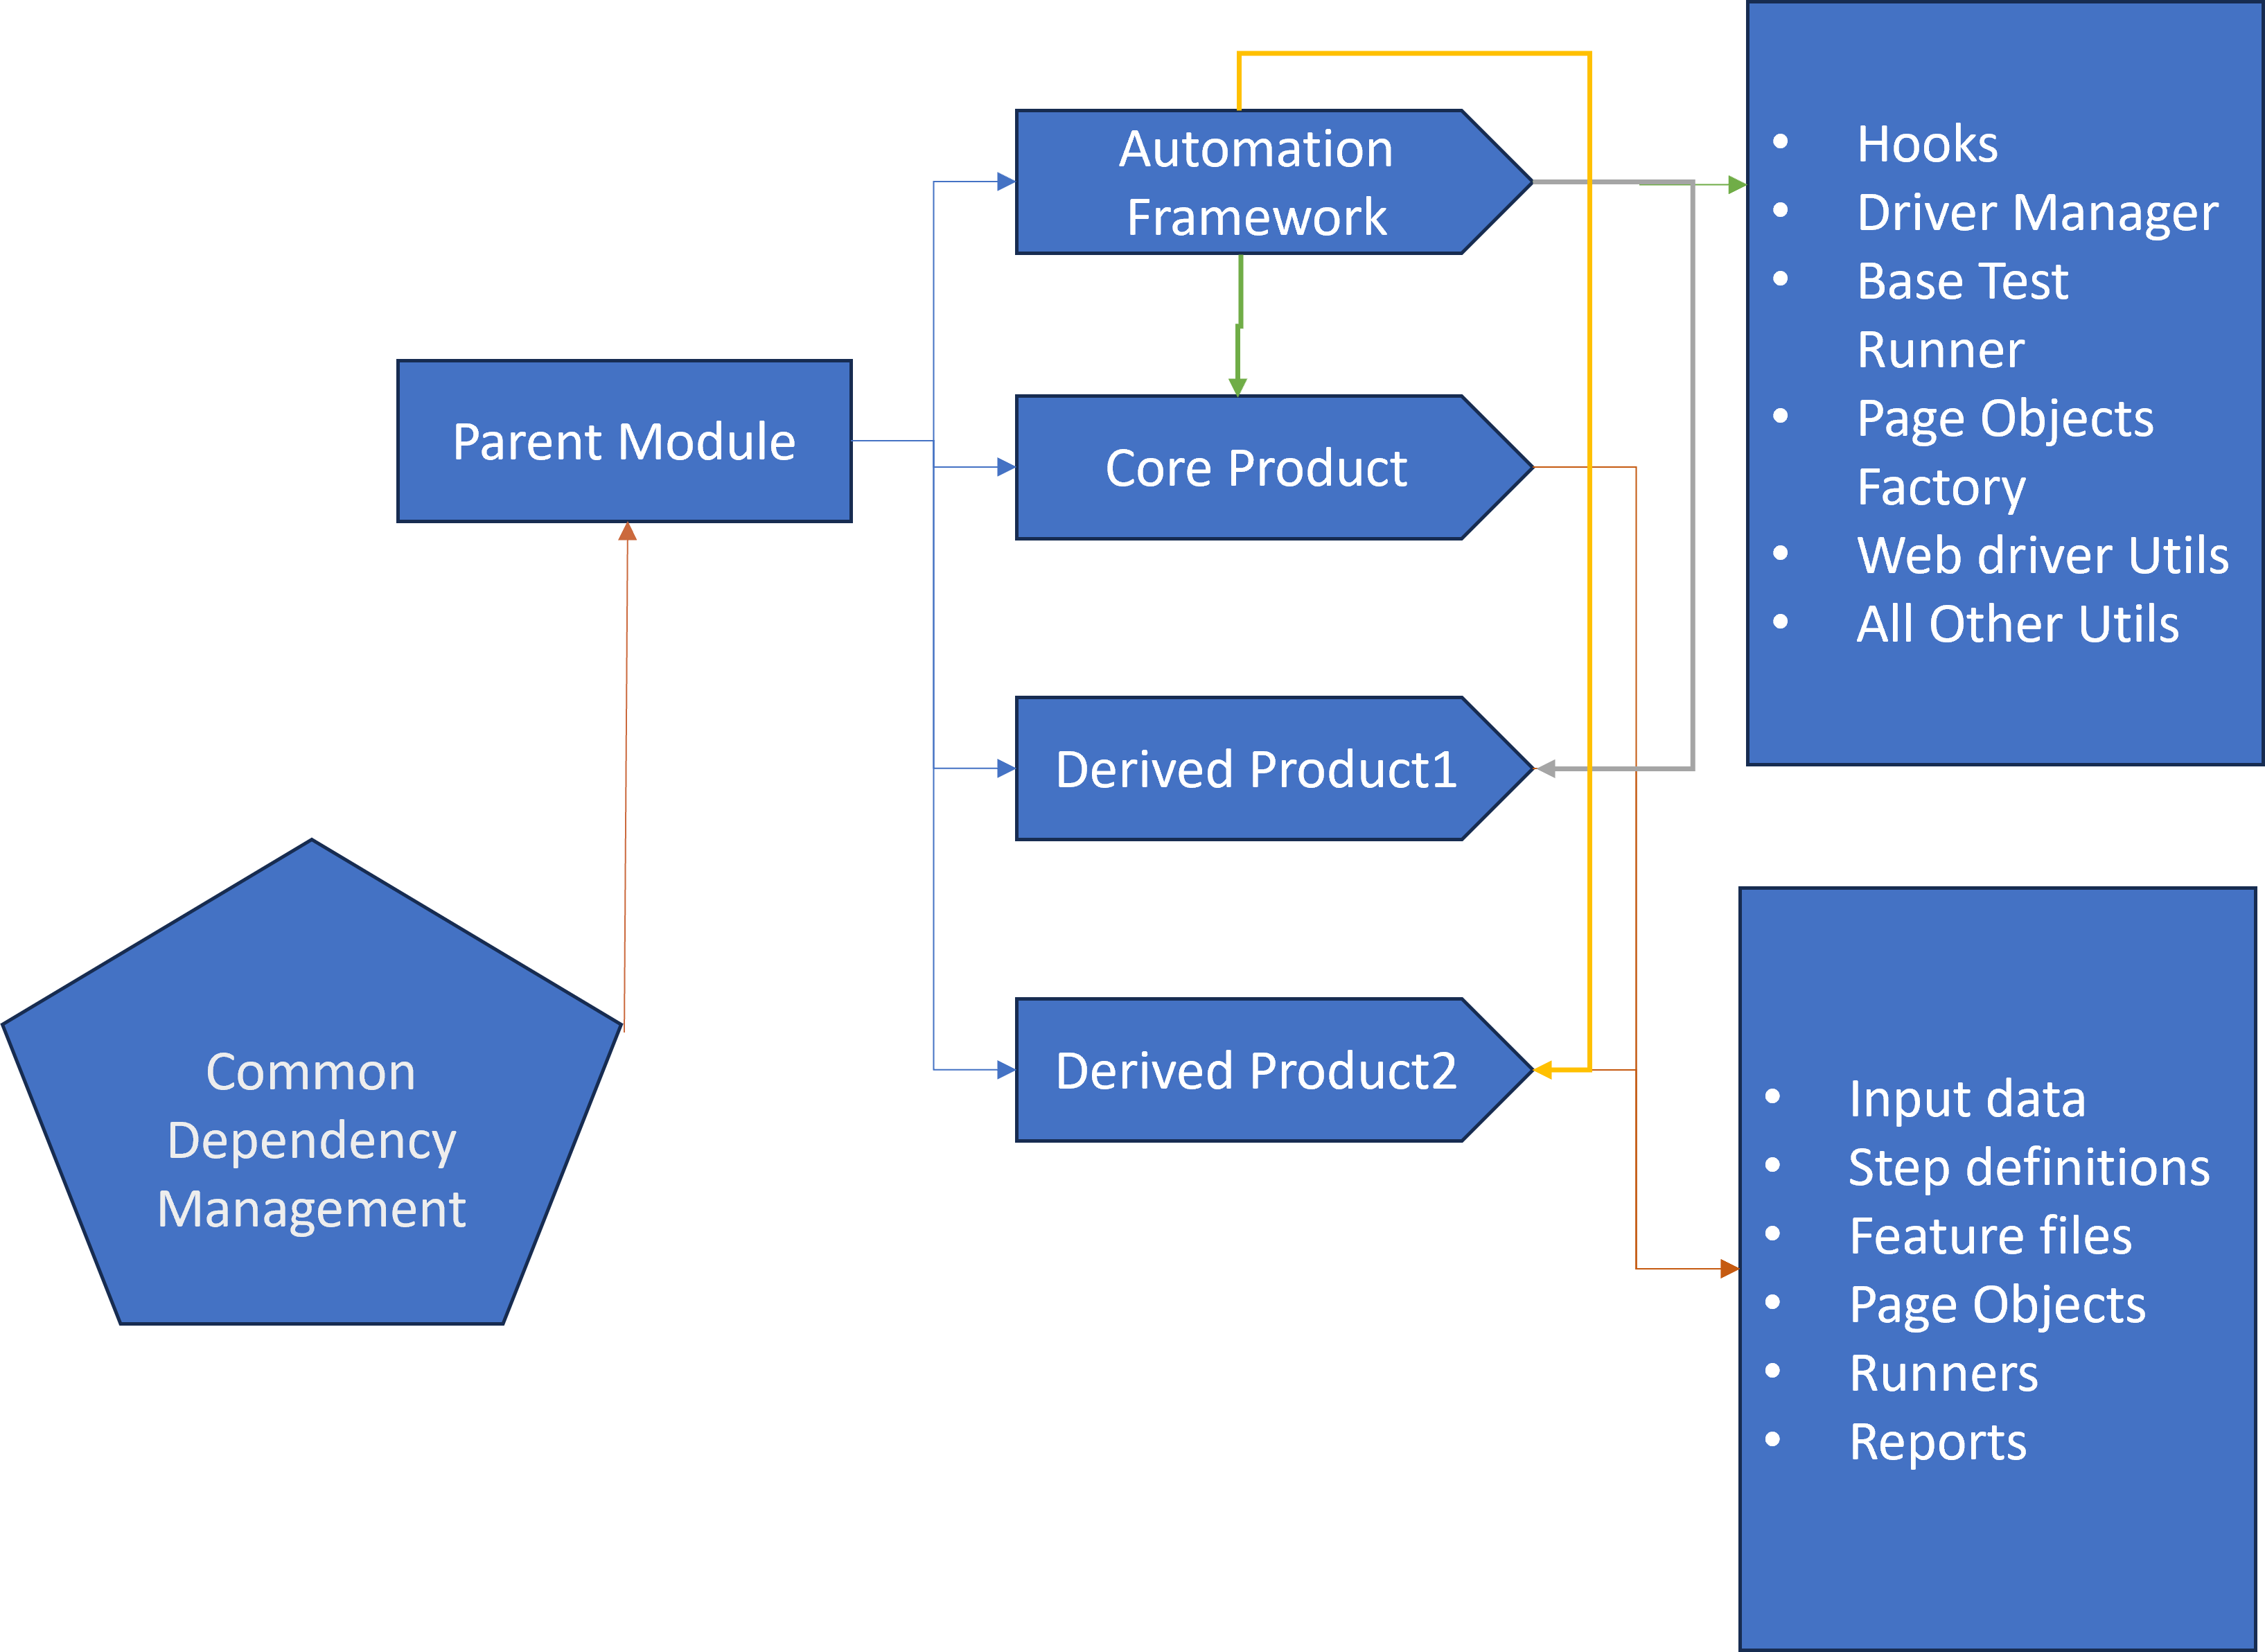 Automation
Framework
Parent Module
Core Product
Derived Product1
Derived Product2
Common
Dependency
Management
• Hooks
• Driver Manager
• Base Test
Runner
• Page Objects
Factory
• Web driver Utils
• All Other Utils
• Input data
• Step definitions
• Feature files
• Page Objects
• Runners
• Reports